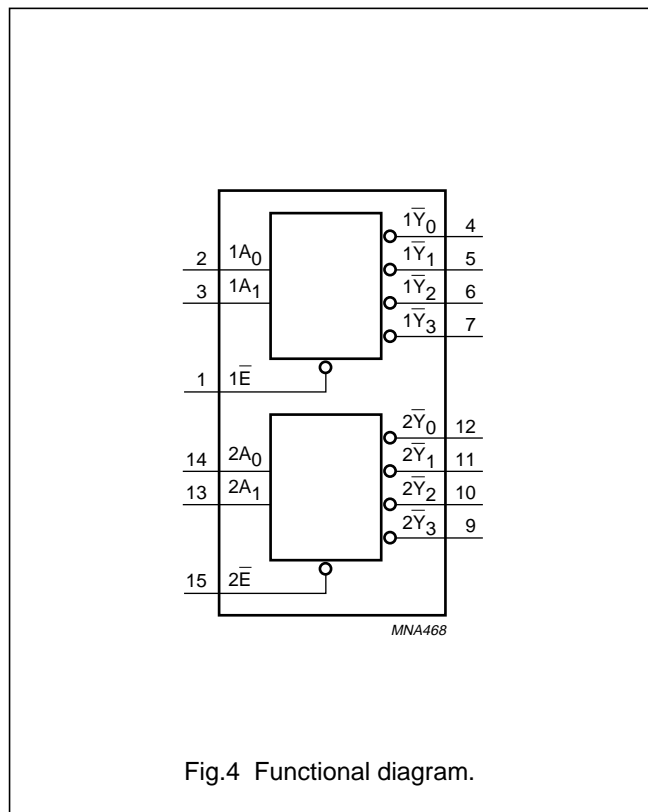 1Y̅0 4
2 1A0 1Y̅1 5
3 1A1 1Y̅2 6
1Y̅3 7
1 1E̅
2Y̅0 12
14 2A0 2Y̅1 11
13 2A1 2Y̅2 10
2Y̅3 9
15 2E̅
MNA468
Fig.4 Functional diagram.